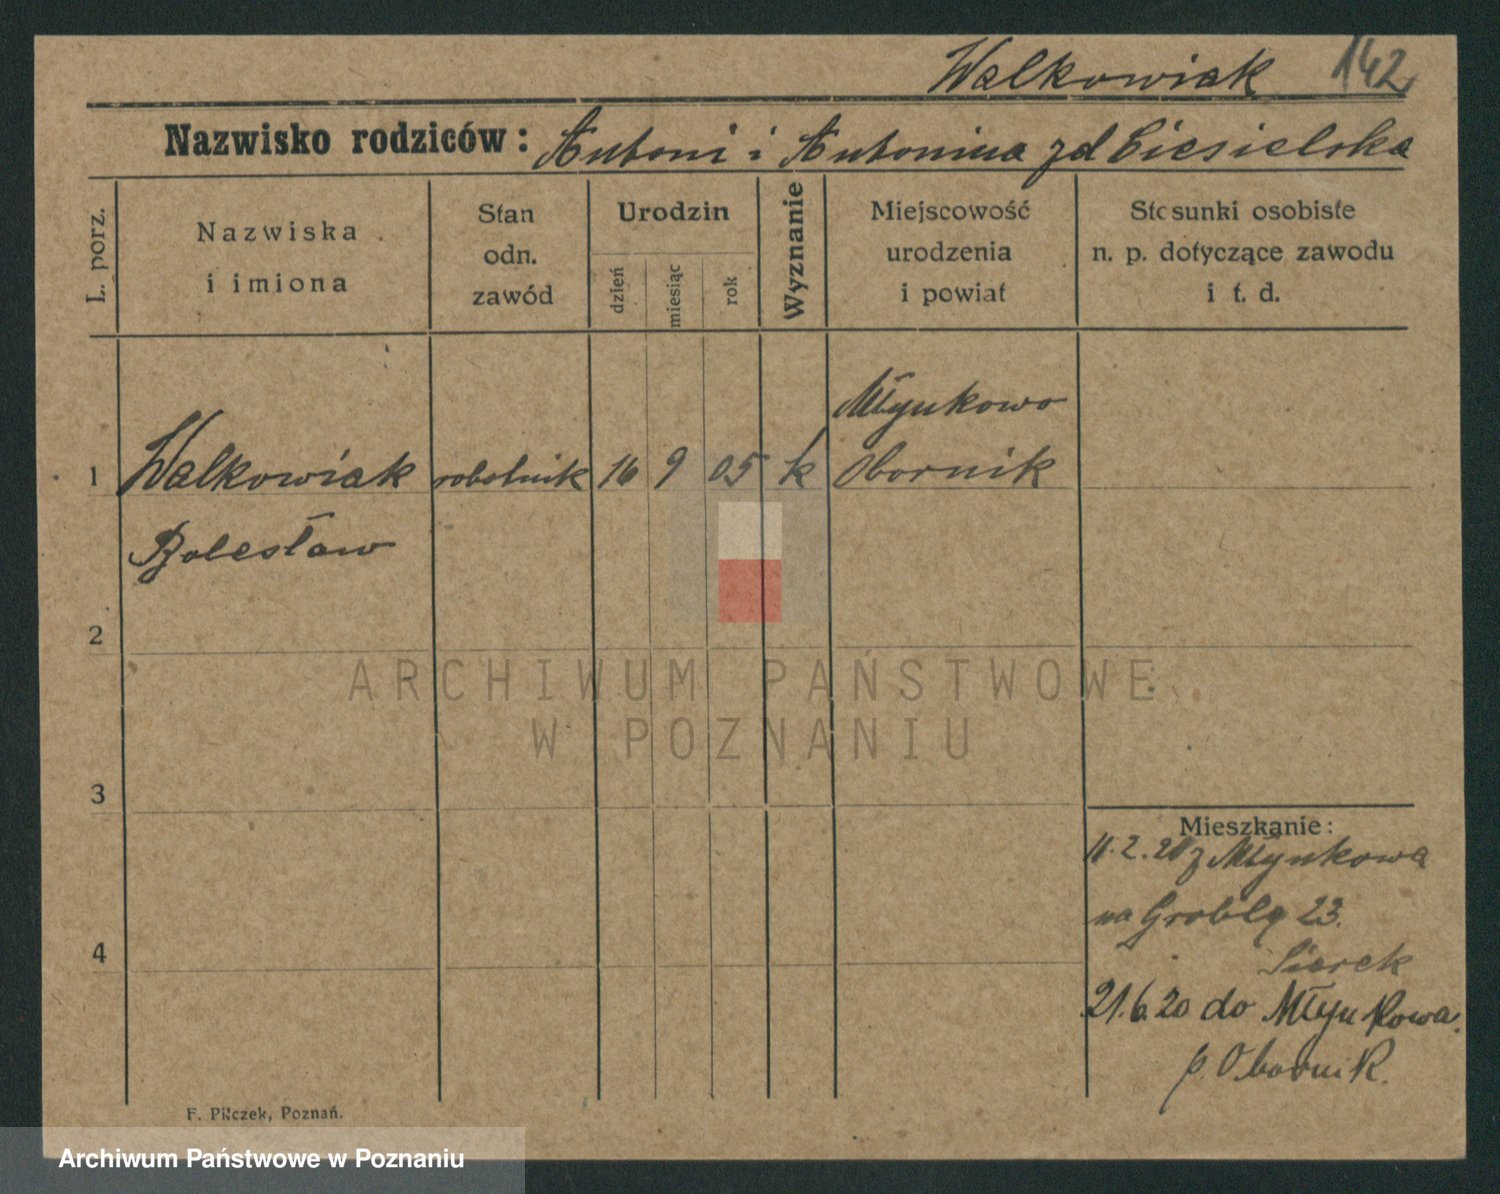 Walkowiak 142
Nazwisko rodziców: Antoni i Antonina zd Ciesielska
L. porz.
Nazwiska
i imiona
Stan
odn.
zawód
Urodzin
dzień
miesiąc
rok
Wyznanie
Miejscowość
urodzenia
i powiat
Stosunki osobiste
n. p. dotyczące zawodu
i t. d.
Młynkowo
1 Walkowiak robotnik 16 9 05 k Obornik
Bolesław
2
ARCHIWUM PAŃSTWOWE
W POZNANIU
3
Mieszkanie:
11.2.20 z Młynkowa
na Groblę 23.
Sierek
4
21.6.20 do Młynkowa.
p. Obornik.
F. Pilczek, Poznań.
Archiwum Państwowe w Poznaniu